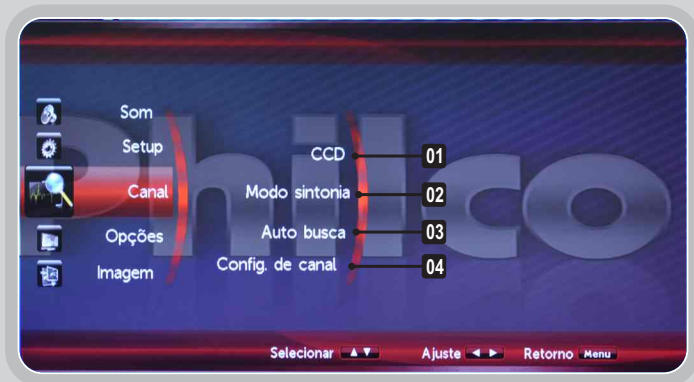 Philco
Som
Setup
CCD 01
Canal
Modo sintonia 02
Opções
Auto busca 03
Imagem
Config. de canal 04
Selecionar Ajuste Retorno Menu